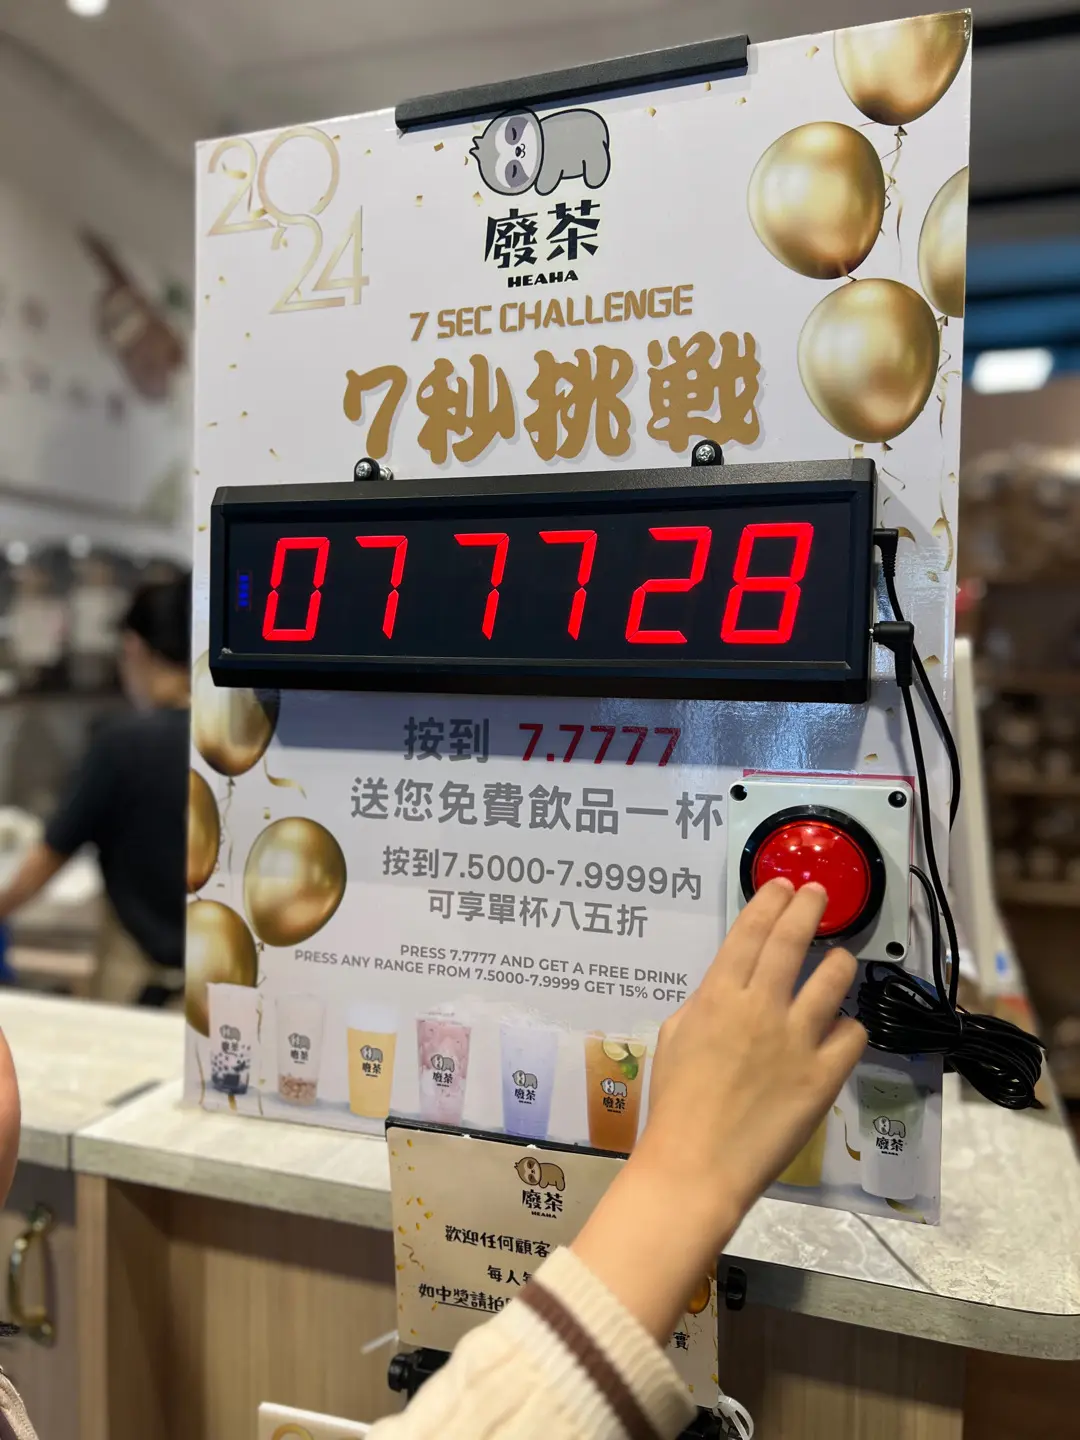 2024
廢茶
HEAHA
7 SEC CHALLENGE
7秒挑戦
077728
按到 7.7777
送您免費飲品一杯
按到7.5000-7.9999內
可享單杯八五折
PRESS 7.7777 AND GET A FREE DRINK
PRESS ANY RANGE FROM 7.5000-7.9999 GET 15% OFF
廢茶
廢茶
廢茶
廢茶
廢茶
廢茶
廢茶
廢茶
HEAHA
歡迎任何顧客
每人
如中獎請拍
實